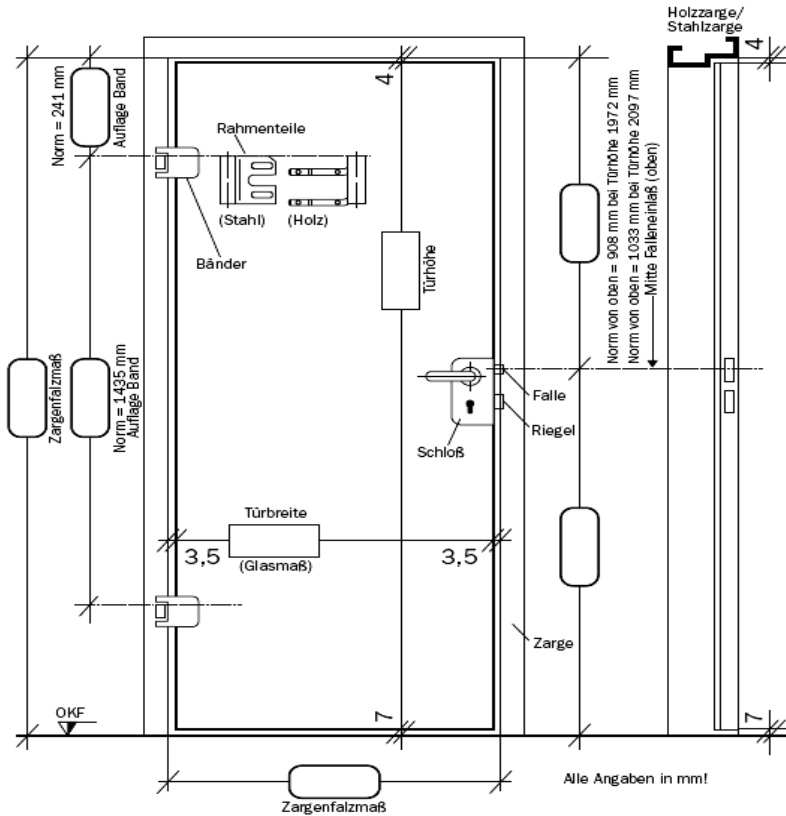 Holzzarge/
Stahlzarge
4
4
Norm = 241 mm
Auflage Band
Rahmenteile
(Stahl)
(Holz)
Bänder
Türhöhe
Norm von oben = 908 mm bei Türhöhe 1972 mm
Norm von oben = 1033 mm bei Türhöhe 2097 mm
Mitte Falleneinlaß (oben)
Zargenfalzmaß
Norm = 1435 mm
Auflage Band
Falle
Riegel
Schloß
Türbreite
3,5
3,5
(Glasmaß)
Zarge
OKF
7
7
Alle Angaben in mm!
Zargenfalzmaß